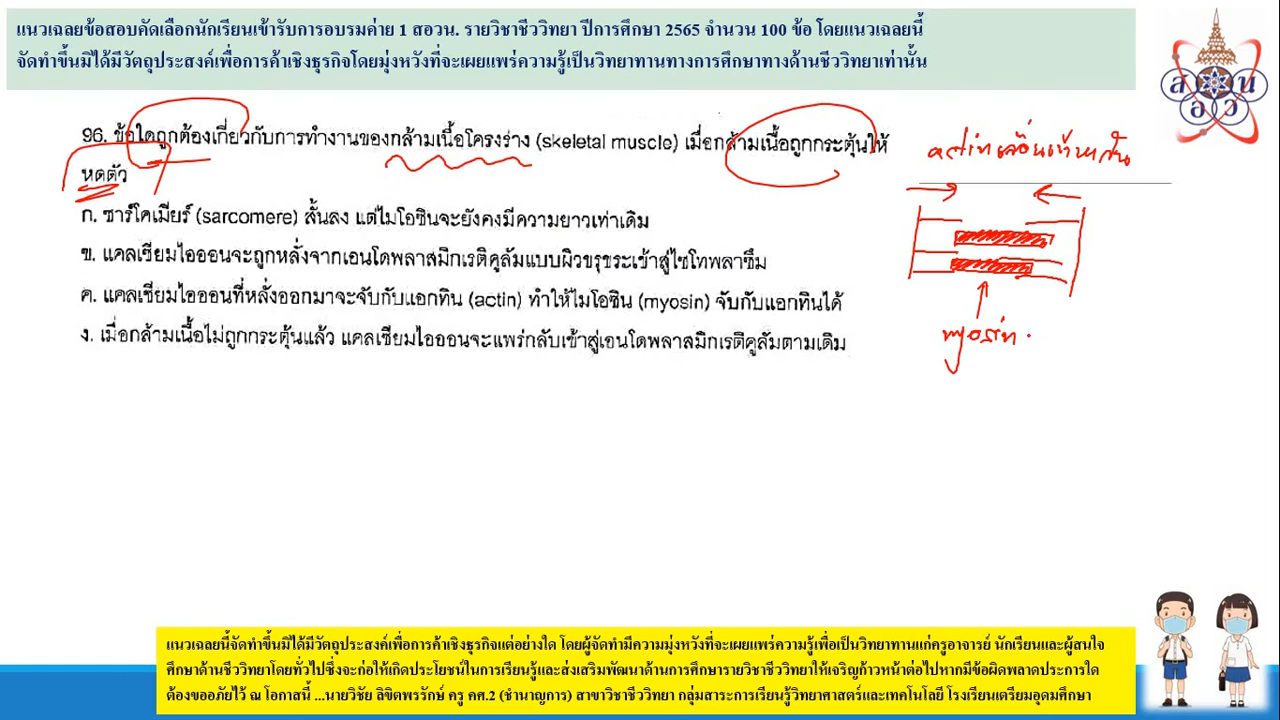 แนวเฉลยข้อสอบคัดเลือกนักเรียนเข้ารับการอบรมค่าย 1 สอวน. รายวิชาชีววิทยา ปีการศึกษา 2565 จำนวน 100 ข้อ โดยแนวเฉลยนี้
จัดทำขึ้นมิได้มีวัตถุประสงค์เพื่อการค้าเชิงธุรกิจโดยมุ่งหวังที่จะเผยแพร่ความรู้เป็นวิทยาทานทางการศึกษาทางด้านชีววิทยาเท่านั้น
สอวน
96. ข้อใดถูกต้องเกี่ยวกับการทำงานของกล้ามเนื้อโครงร่าง (skeletal muscle) เมื่อกล้ามเนื้อถูกกระตุ้นให้
หดตัว
ก. ซาร์โคเมียร์ (sarcomere) สั้นลง แต่ไมโอซินจะยังคงมีความยาวเท่าเดิม
ข. แคลเซียมไอออนจะถูกหลั่งจากเอนโดพลาสมิกเรติคูลัมแบบผิวขรุขระเข้าสู่ไซโทพลาซึม
ค. แคลเซียมไอออนที่หลั่งออกมาจะจับกับแอกทิน (actin) ทำให้ไมโอซิน (myosin) จับกับแอกทินได้
ง. เมื่อกล้ามเนื้อไม่ถูกกระตุ้นแล้ว แคลเซียมไอออนจะแพร่กลับเข้าสู่เอนโดพลาสมิกเรติคูลัมตามเดิม
myosin
แนวเฉลยนี้จัดทำขึ้นมิได้มีวัตถุประสงค์เพื่อการค้าเชิงธุรกิจแต่อย่างใด โดยผู้จัดทำมีความมุ่งหวังที่จะเผยแพร่ความรู้เพื่อเป็นวิทยาทานแก่ครูอาจารย์ นักเรียนและผู้สนใจ
ศึกษาด้านชีววิทยาโดยทั่วไปซึ่งจะก่อให้เกิดประโยชน์ในการเรียนรู้และส่งเสริมพัฒนาด้านการศึกษารายวิชาชีววิทยาให้เจริญก้าวหน้าต่อไปหากมีข้อผิดพลาดประการใด
ต้องขออภัยไว้ ณ โอกาสนี้ ...นายวิชัย ลิขิตพรรักษ์ ครู คศ.2 (ชำนาญการ) สาขาวิชาชีววิทยา กลุ่มสาระการเรียนรู้วิทยาศาสตร์และเทคโนโลยี โรงเรียนเตรียมอุดมศึกษา